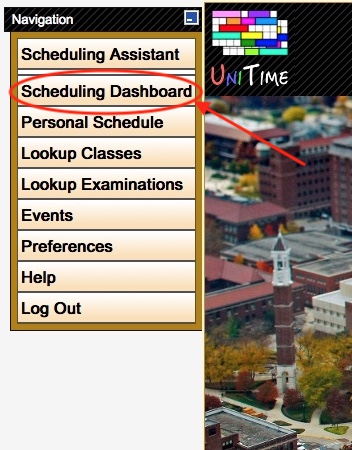 Navigation
Scheduling Assistant
Scheduling Dashboard
Personal Schedule
Lookup Classes
Lookup Examinations
Events
Preferences
Help
Log Out
UNITIME